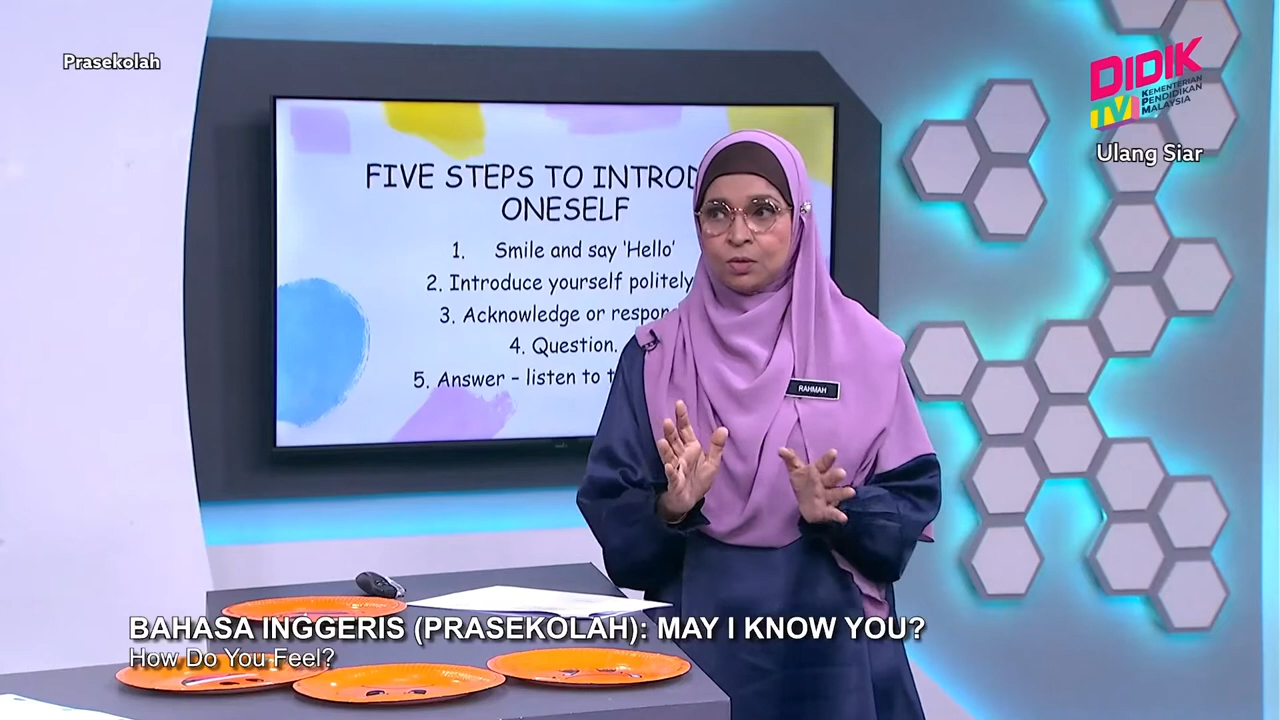 Prasekolah
DIDIK
TV
KEMENTERIAN
PENDIDIKAN
MALAYSIA
Ulang Siar
FIVE STEPS TO INTROD
ONESELF
1. Smile and say ‘Hello’
2. Introduce yourself politely
3. Acknowledge or respon
4. Question.
5. Answer – listen to t
RAHMAH
BAHASA INGGERIS (PRASEKOLAH): MAY I KNOW YOU?
How Do You Feel?